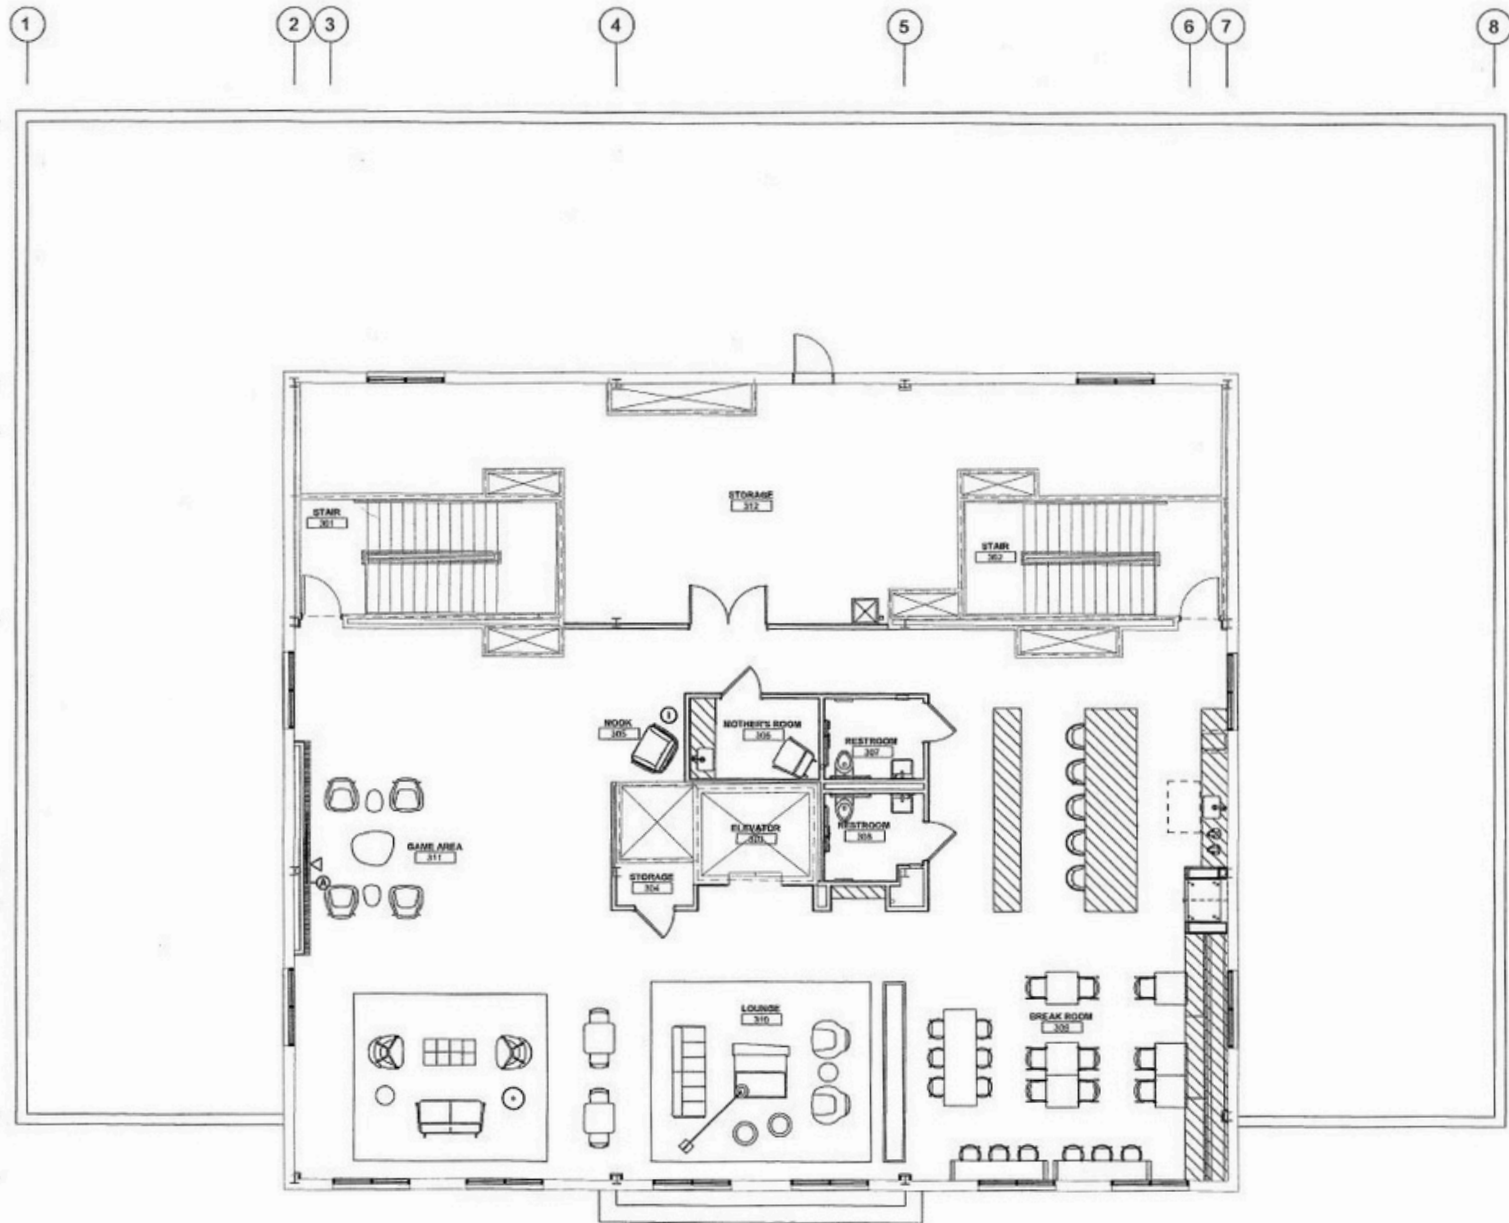 1 2 3 4 5 6 7 8
STORAGE
312
STAIR
301
STAIR
302
NOOK
305
MOTHER'S ROOM
306
RESTROOM
307
GAME AREA
311
A
ELEVATOR
RESTROOM
308
STORAGE
304
LOUNGE
310
BREAK ROOM
309